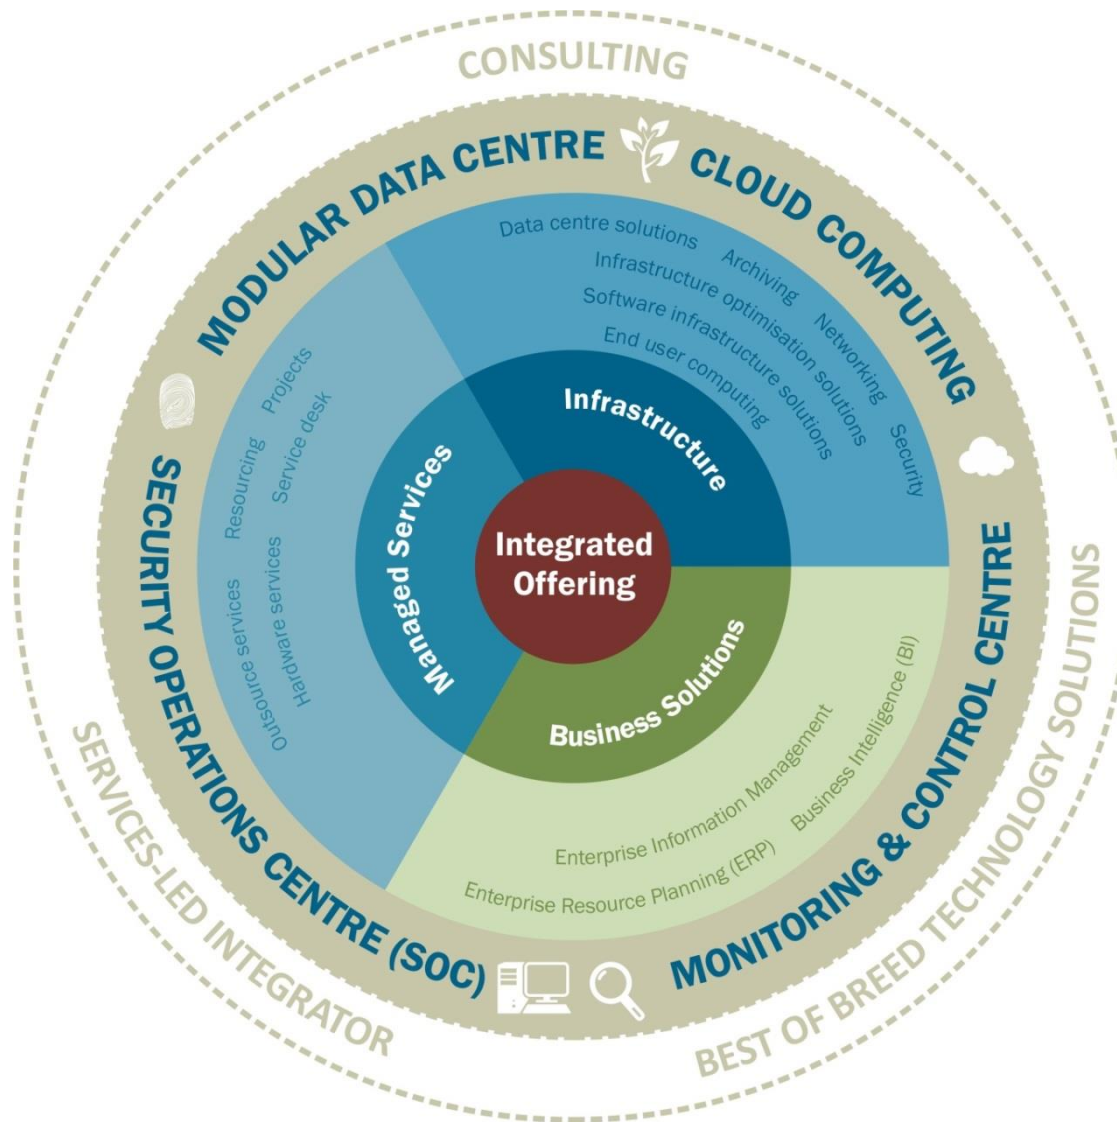 CONSULTING
MODULAR DATA CENTRE
CLOUD COMPUTING
Data centre solutions
Archiving
Networking
Security
Infrastructure optimisation solutions
Software infrastructure solutions
End user computing
Infrastructure
Projects
Service desk
Resourcing
Hardware services
Outsource services
Managed Services
Integrated
Offering
Business Solutions
Enterprise Information Management
Business Intelligence (BI)
Enterprise Resource Planning (ERP)
SECURITY OPERATIONS CENTRE (SOC)
MONITORING & CONTROL CENTRE
SERVICES-LED INTEGRATOR
BEST OF BREED TECHNOLOGY SOLUTIONS